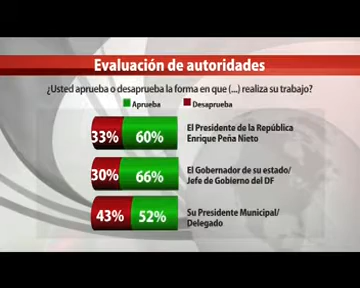 Evaluación de autoridades
¿Usted aprueba o desaprueba la forma en que (...) realiza su trabajo?
Aprueba Desaprueba
33% 60% El Presidente de la República
Enrique Peña Nieto
30% 66% El Gobernador de su estado/
Jefe de Gobierno del DF
43% 52% Su Presidente Municipal/
Delegado